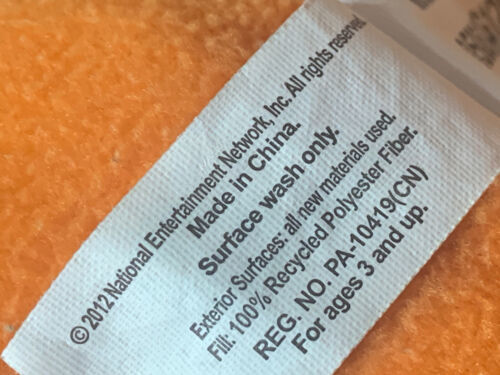 © 2012 National Entertainment Network, Inc. All rights reserved.
Made in China.
Surface wash only.
Exterior Surfaces: all new materials used.
Fill: 100% Recycled Polyester Fiber.
REG. NO. PA-10419(CN)
For ages 3 and up.